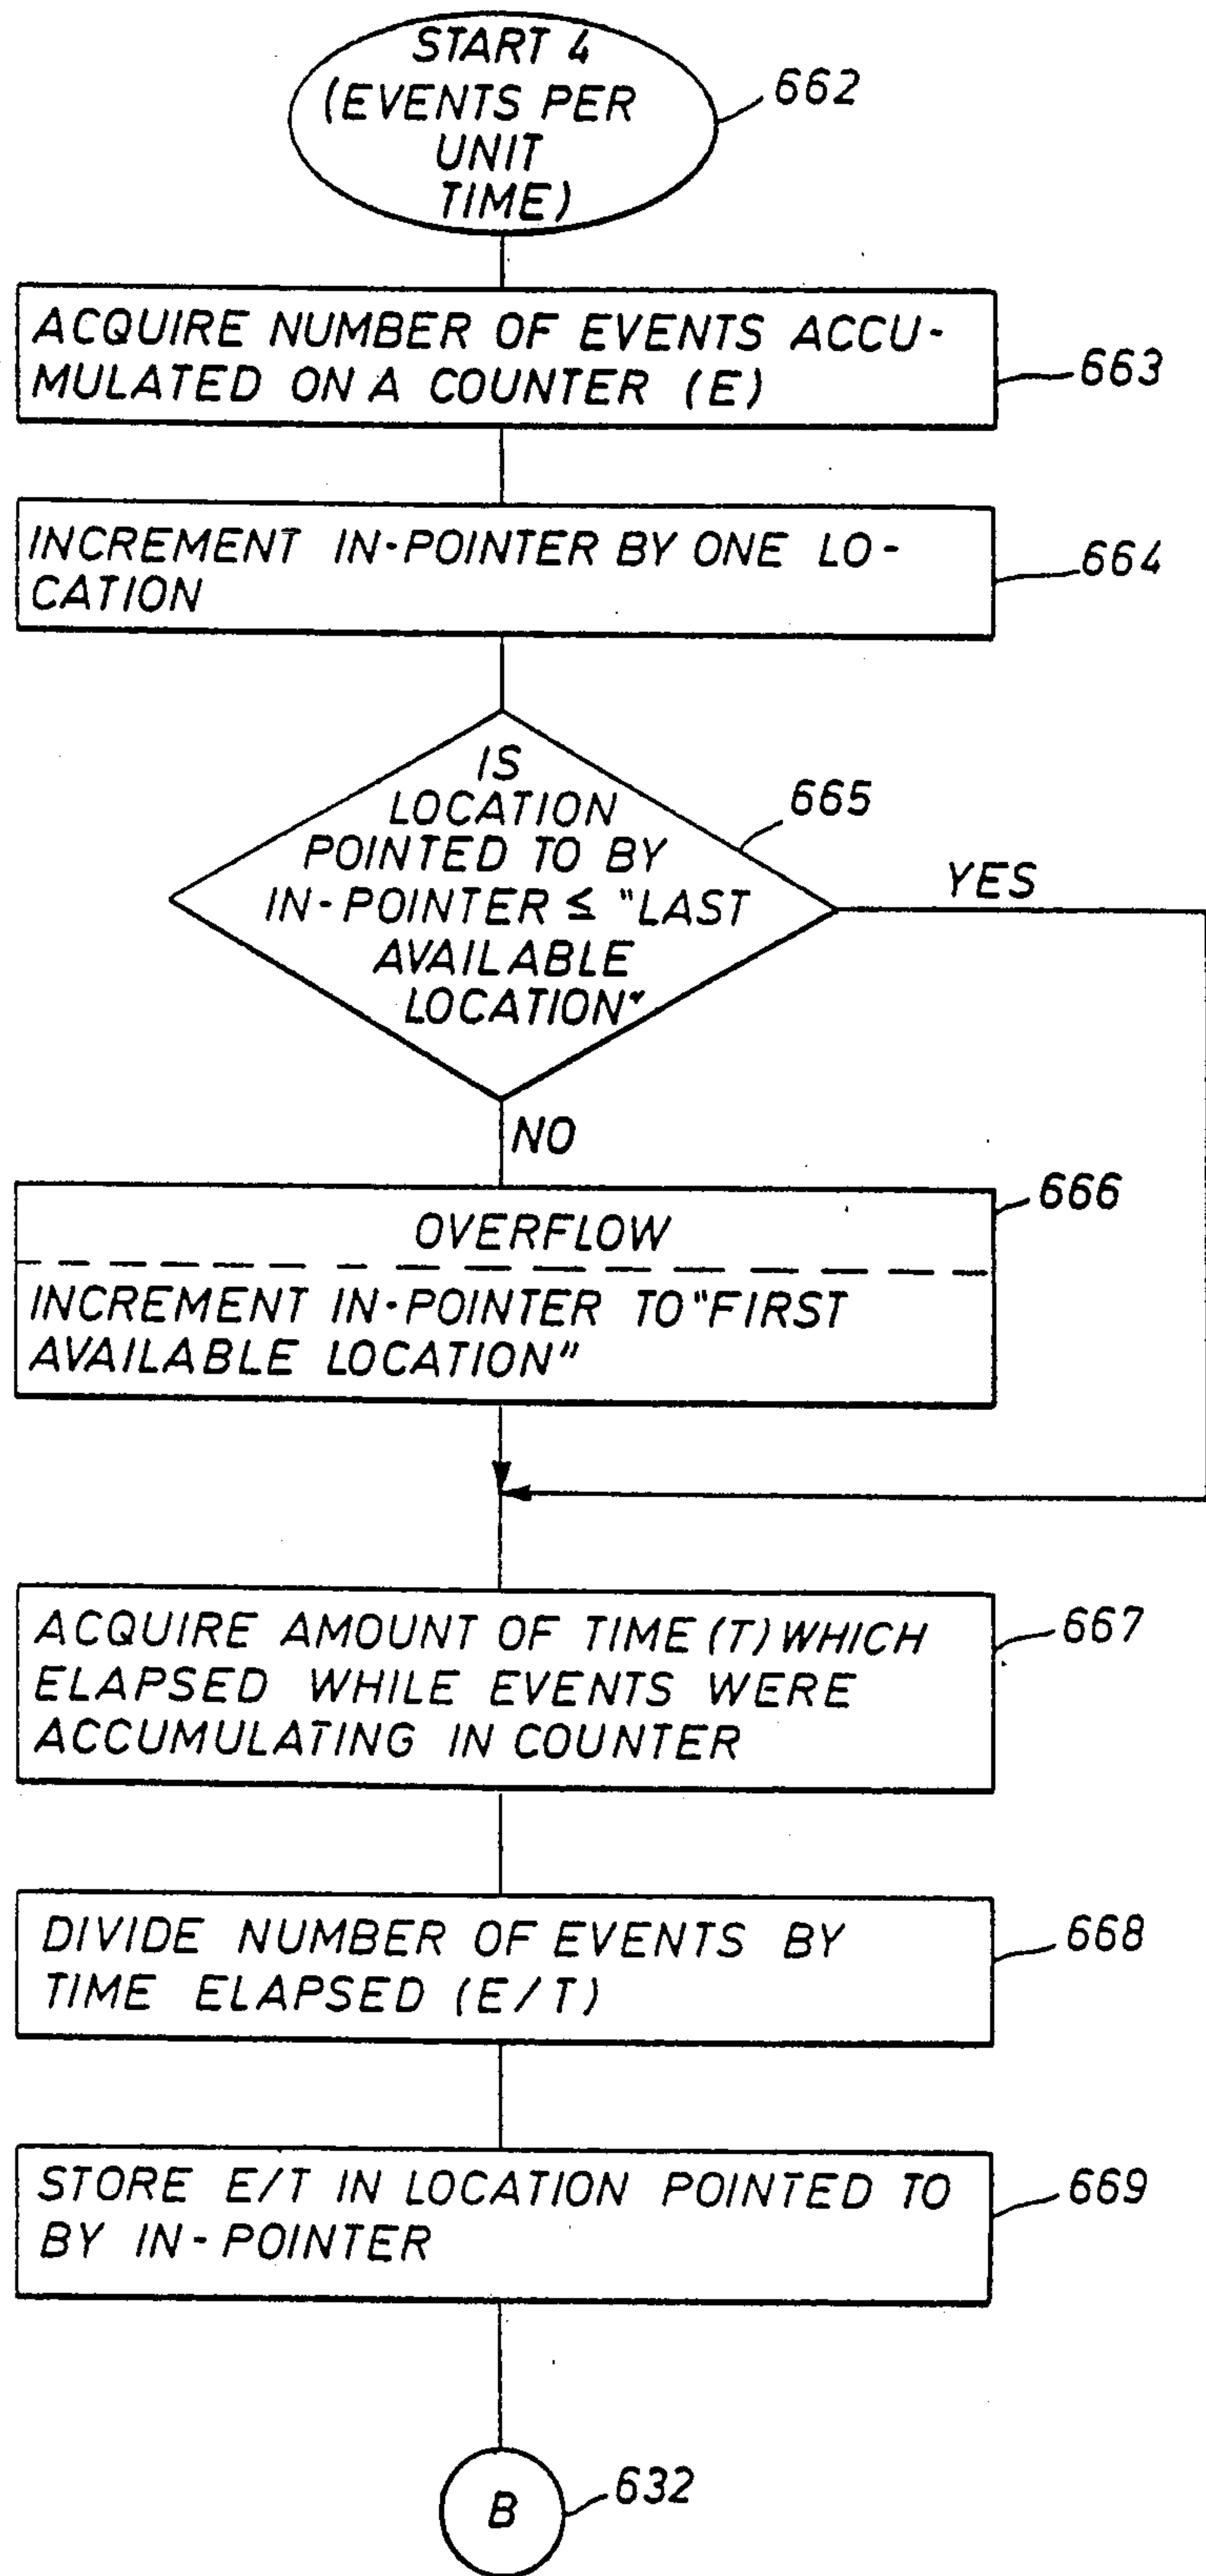 START 4
(EVENTS PER
UNIT
TIME)
662
ACQUIRE NUMBER OF EVENTS ACCU-
MULATED ON A COUNTER (E)
663
INCREMENT IN-POINTER BY ONE LO-
CATION
664
IS
LOCATION
POINTED TO BY
IN-POINTER ≤ "LAST
AVAILABLE
LOCATION"
665
YES
NO
666
OVERFLOW
INCREMENT IN-POINTER TO "FIRST
AVAILABLE LOCATION"
ACQUIRE AMOUNT OF TIME (T) WHICH
ELAPSED WHILE EVENTS WERE
ACCUMULATING IN COUNTER
667
DIVIDE NUMBER OF EVENTS BY
TIME ELAPSED (E/T)
668
STORE E/T IN LOCATION POINTED TO
BY IN-POINTER
669
B
632